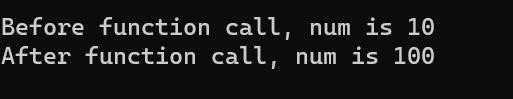 Before function call, num is 10
After function call, num is 100